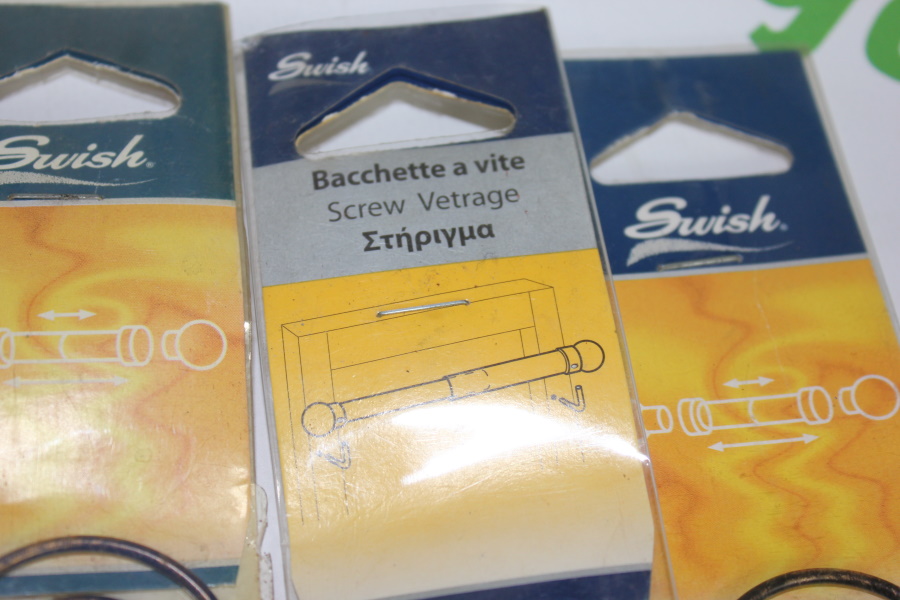 Swish
Swish
Bacchette a vite
Screw Vetrage
Στήριγμα
Swish